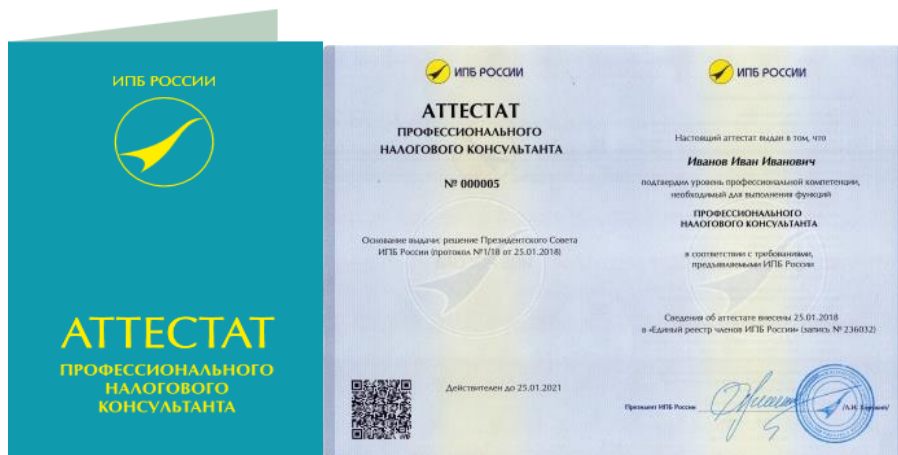 ИПБ РОССИИ
АТТЕСТАТ
ПРОФЕССИОНАЛЬНОГО
НАЛОГОВОГО
КОНСУЛЬТАНТА
ИПБ РОССИИ
АТТЕСТАТ
ПРОФЕССИОНАЛЬНОГО
НАЛОГОВОГО КОНСУЛЬТАНТА
№ 000005
Основание выдачи: решение Президентского Совета
ИПБ России (протокол №1/18 от 25.01.2018)
Действителен до 25.01.2021
ИПБ РОССИИ
Настоящий аттестат выдан в том, что
Иванов Иван Иванович
подтвердил уровень профессиональной компетенции,
необходимый для выполнения функций
ПРОФЕССИОНАЛЬНОГО
НАЛОГОВОГО КОНСУЛЬТАНТА
в соответствии с требованиями,
предъявляемыми ИПБ России
Сведения об аттестате внесены 25.01.2018
в «Единый реестр членов ИПБ России» (запись № 236032)
Президент ИПБ России